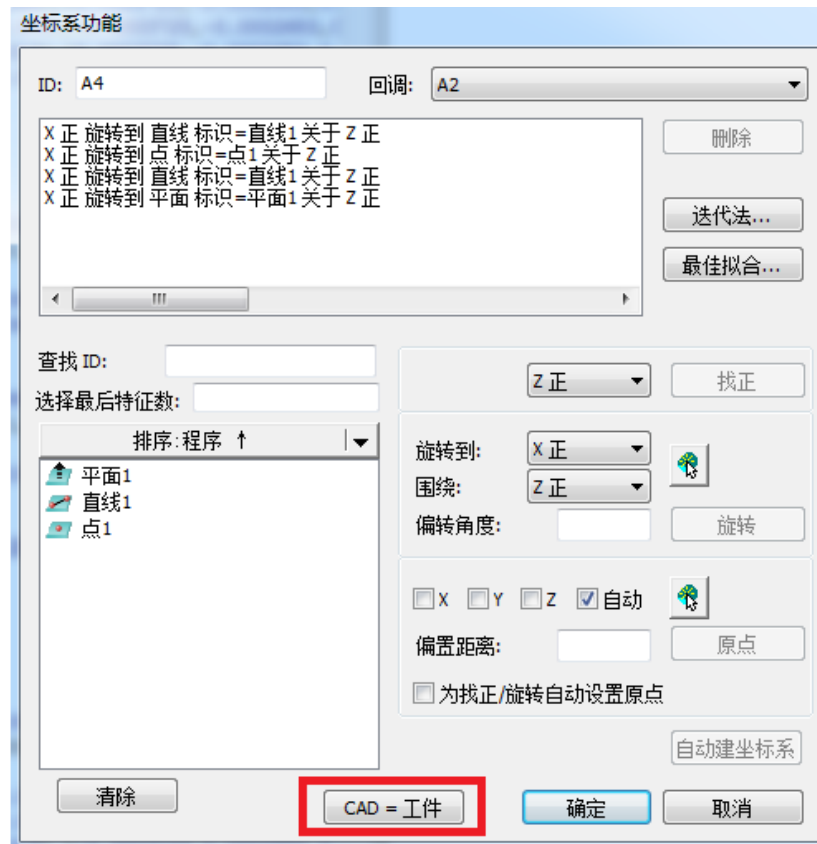 坐标系功能
ID: A4 回调: A2
X 正 旋转到 直线 标识=直线1 关于 Z 正
X 正 旋转到 点 标识=点1 关于 Z 正
X 正 旋转到 直线 标识=直线1 关于 Z 正
X 正 旋转到 平面 标识=平面1 关于 Z 正
删除
迭代法...
最佳拟合...
查找 ID:
选择最后特征数:
排序:程序 ↑
平面1
直线1
点1
Z 正 找正
旋转到: X 正
围绕: Z 正
偏转角度: 旋转
X Y Z 自动
偏置距离: 原点
为找正/旋转自动设置原点
自动建坐标系
清除 CAD = 工件 确定 取消